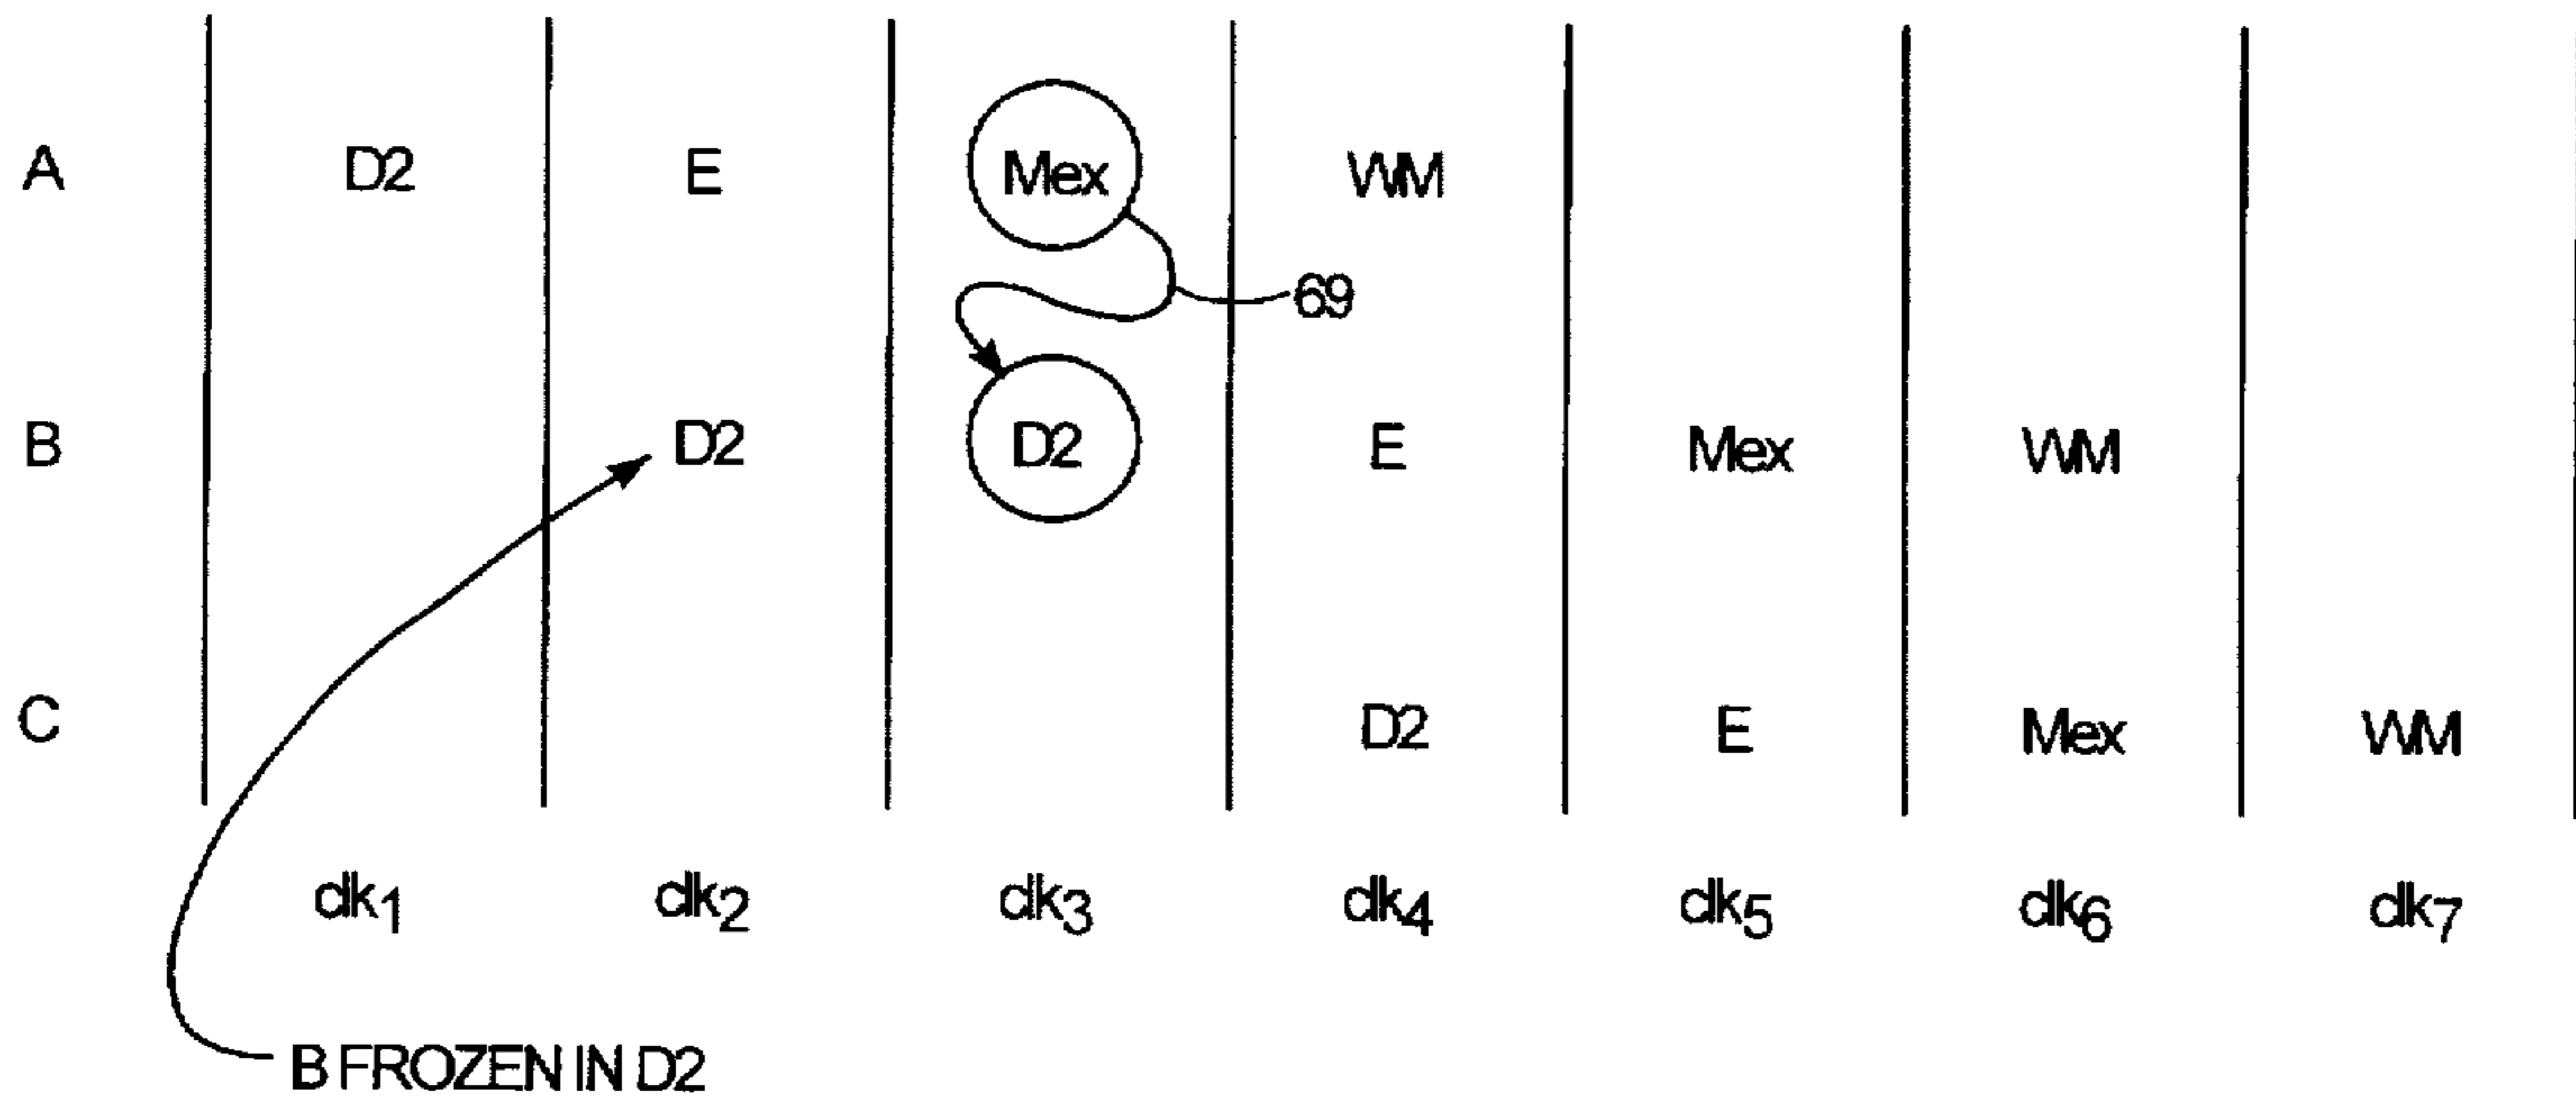 A D2 E Mex WM
69
B D2 D2 E Mex WM
C D2 E Mex WM
clk1 clk2 clk3 clk4 clk5 clk6 clk7
B FROZEN IN D2